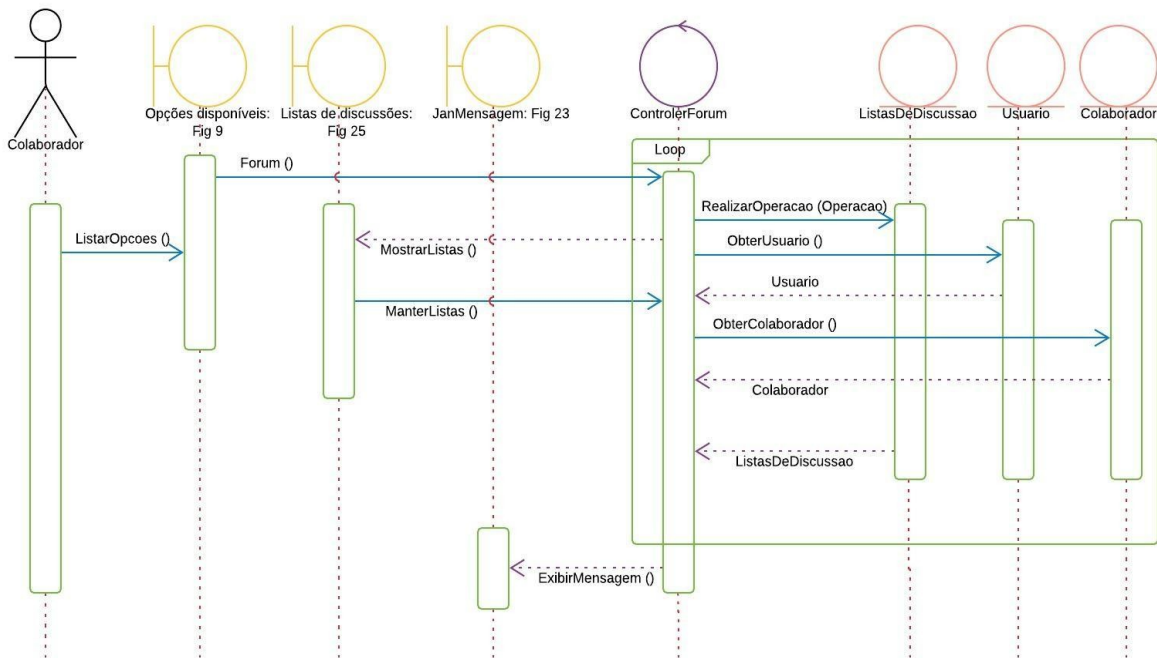 Colaborador
Opções disponíveis:
Fig 9
Listas de discussões:
Fig 25
JanMensagem: Fig 23
ControlerForum
ListasDeDiscussao
Usuario
Colaborador
Loop
Forum ()
RealizarOperacao (Operacao)
ListarOpcoes ()
MostrarListas ()
ObterUsuario ()
Usuario
ManterListas ()
ObterColaborador ()
Colaborador
ListasDeDiscussao
ExibirMensagem ()